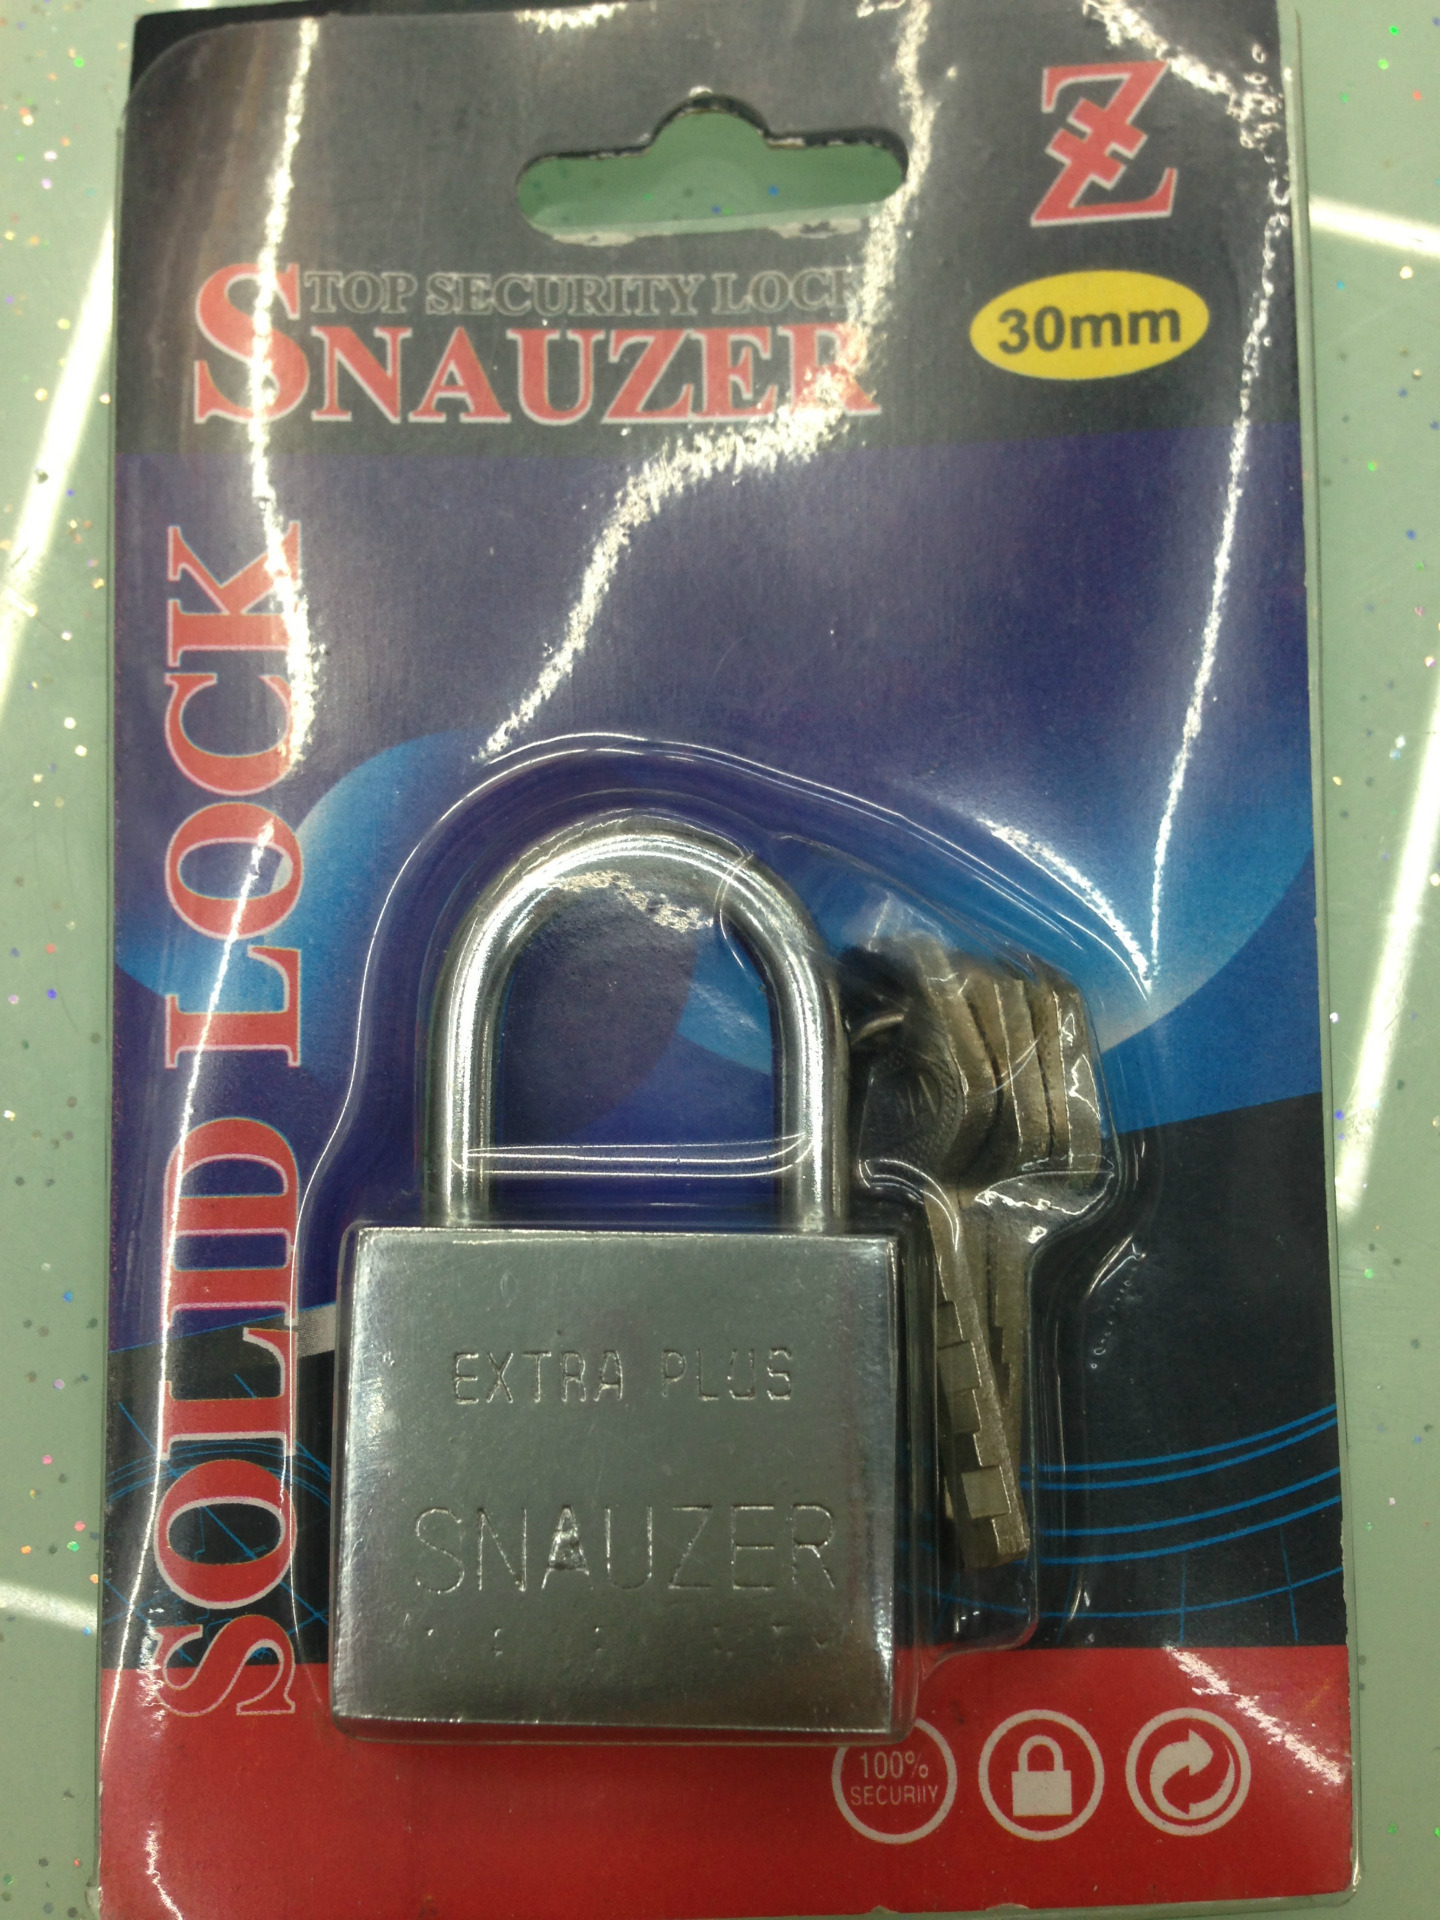 Z
TOP SECURITY LOCK
SNAUZER
30mm
SOLID LOCK
EXTRA PLUS
SNAUZER
100%
SECURIIY